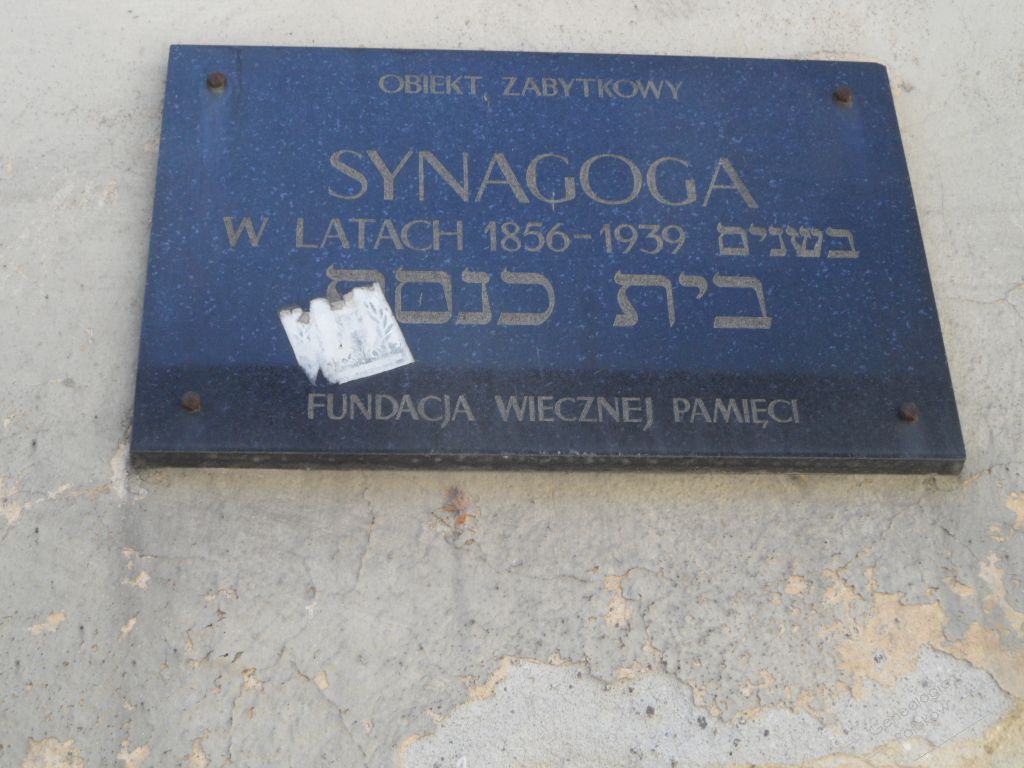 OBIEKT ZABYTKOWY
SYNAGOGA
W LATACH 1856–1939 בשנים
בית כנסת
FUNDACJA WIECZNEJ PAMIĘCI